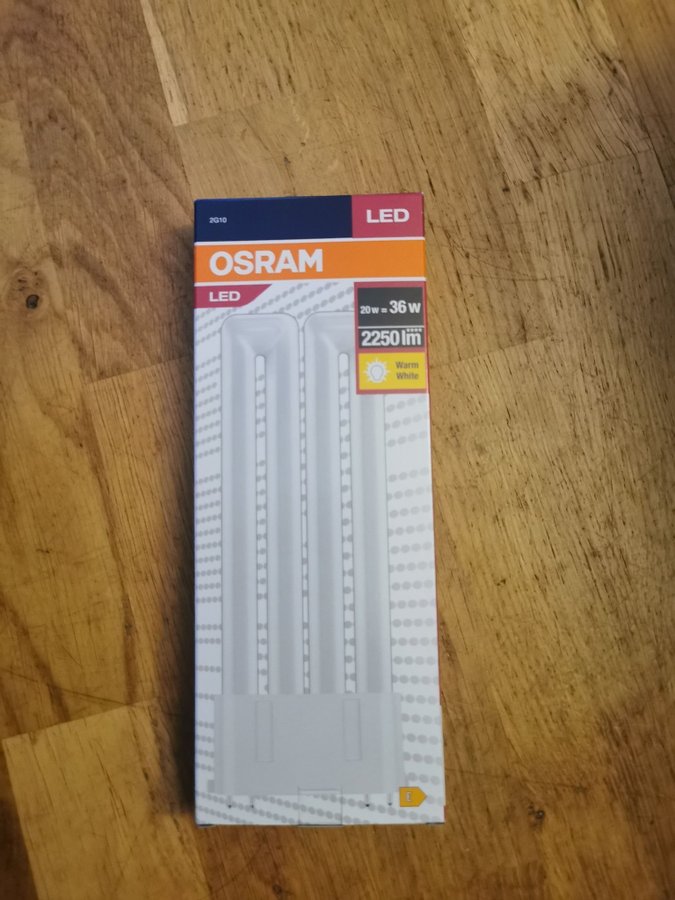 2G10
LED
OSRAM
LED
20 w = 36 w
2250 lm****
Warm
White
E